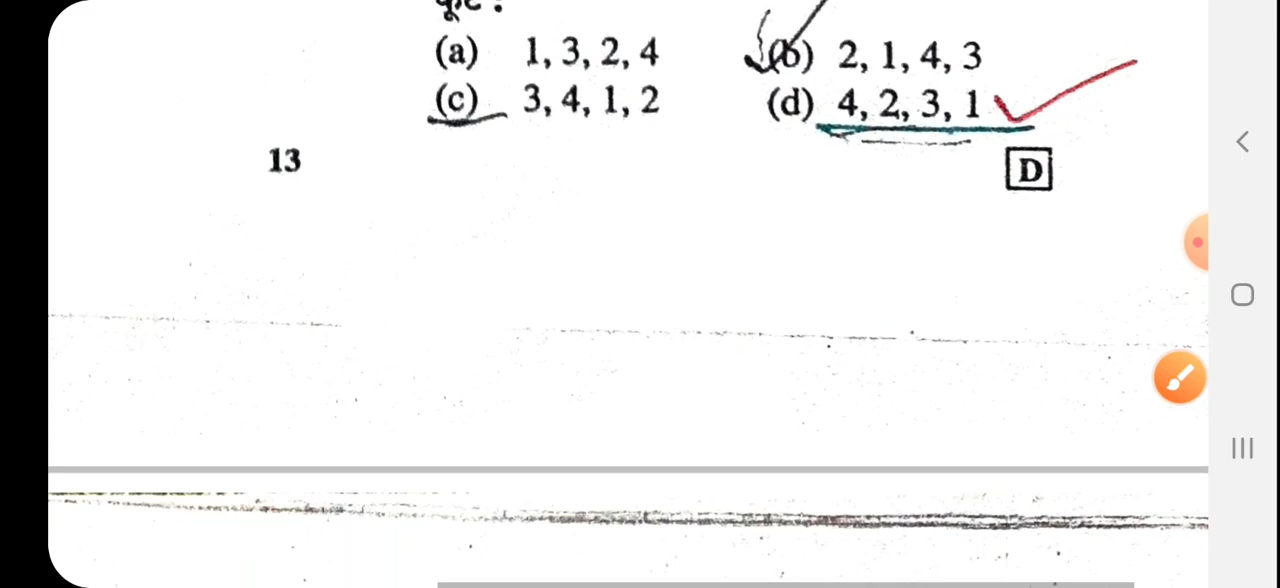 कूट :
(a) 1, 3, 2, 4 (b) 2, 1, 4, 3
(c) 3, 4, 1, 2 (d) 4, 2, 3, 1
13
D